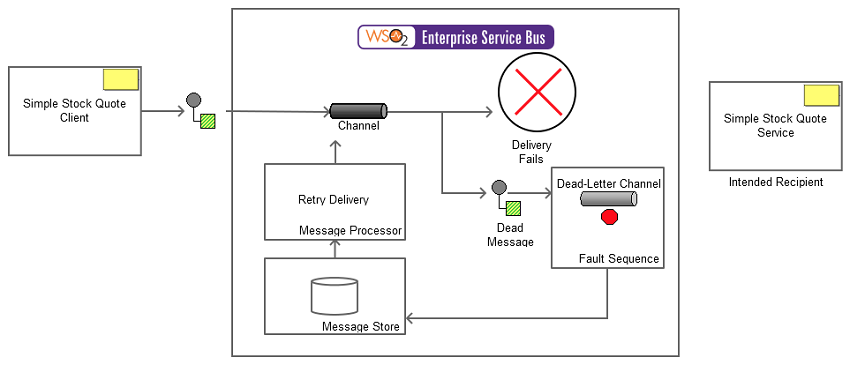 WSO2 Enterprise Service Bus
Simple Stock Quote
Client
Channel
Delivery
Fails
Simple Stock Quote
Service
Intended Recipient
Retry Delivery
Message Processor
Dead-Letter Channel
Dead
Message
Fault Sequence
Message Store